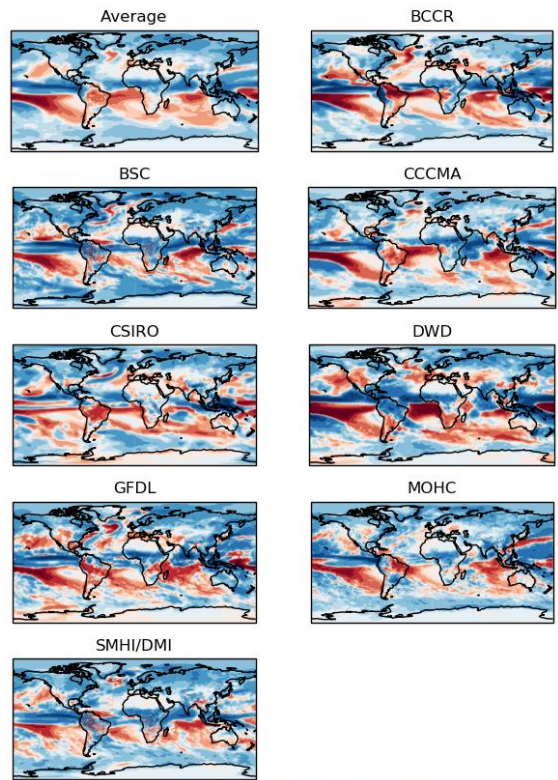 Average
BCCR
BSC
CCCMA
CSIRO
DWD
GFDL
MOHC
SMHI/DMI